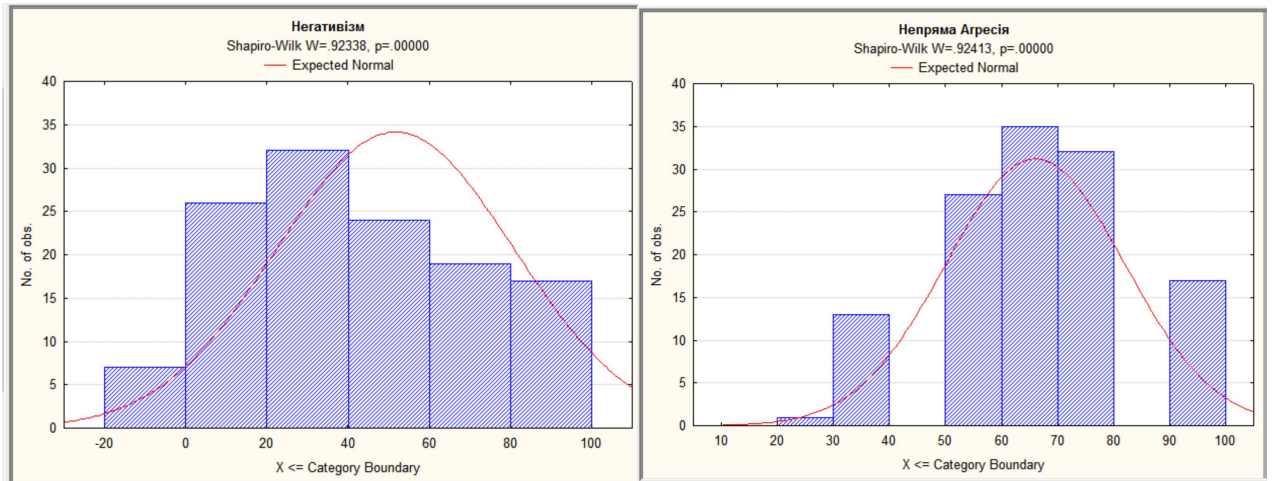 Негативізм
Shapiro-Wilk W=.92338, p=.00000
Expected Normal
40
35
30
25
20
15
10
5
0
No. of obs.
-20 0 20 40 60 80 100
X <= Category Boundary
Непряма Агресія
Shapiro-Wilk W=.92413, p=.00000
Expected Normal
40
35
30
25
20
15
10
5
0
No. of obs.
10 20 30 40 50 60 70 80 90 100
X <= Category Boundary